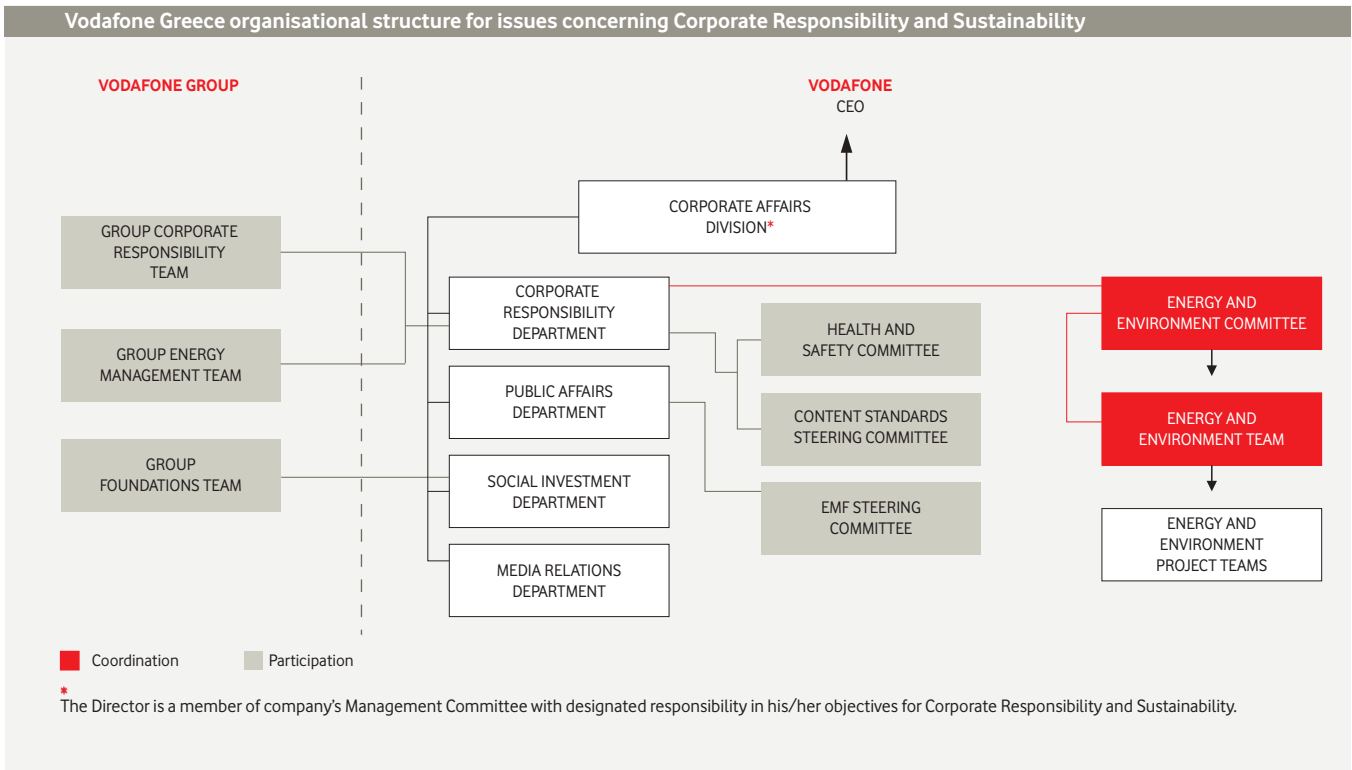 Vodafone Greece organisational structure for issues concerning Corporate Responsibility and Sustainability
VODAFONE GROUP
VODAFONE
CEO
CORPORATE AFFAIRS
DIVISION*
GROUP CORPORATE
RESPONSIBILITY
TEAM
GROUP ENERGY
MANAGEMENT TEAM
GROUP
FOUNDATIONS TEAM
CORPORATE
RESPONSIBILITY
DEPARTMENT
PUBLIC AFFAIRS
DEPARTMENT
SOCIAL INVESTMENT
DEPARTMENT
MEDIA RELATIONS
DEPARTMENT
HEALTH AND
SAFETY COMMITTEE
CONTENT STANDARDS
STEERING COMMITTEE
EMF STEERING
COMMITTEE
ENERGY AND
ENVIRONMENT COMMITTEE
ENERGY AND
ENVIRONMENT TEAM
ENERGY AND
ENVIRONMENT
PROJECT TEAMS
Coordination
Participation
*
The Director is a member of company's Management Committee with designated responsibility in his/her objectives for Corporate Responsibility and Sustainability.